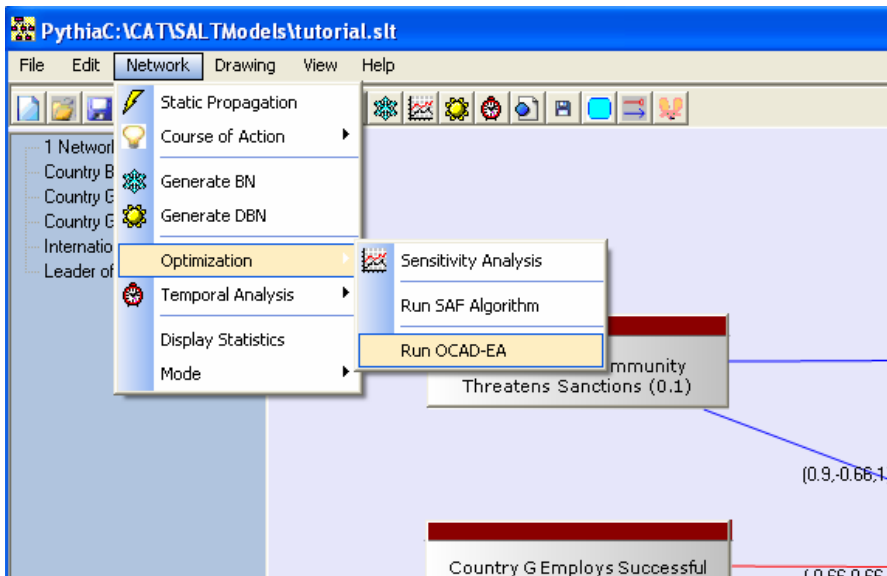 PythiaC:\CAT\SALTModels\tutorial.slt
File Edit Network Drawing View Help
Static Propagation
Course of Action
Generate BN
Generate DBN
Optimization
Temporal Analysis
Display Statistics
Mode
1 Networ
Country B
Country G
Country G
Internatio
Leader of
Sensitivity Analysis
Run SAF Algorithm
Run OCAD-EA
mmunity
Threatens Sanctions (0.1)
(0.9,-0.66,1
Country G Employs Successful